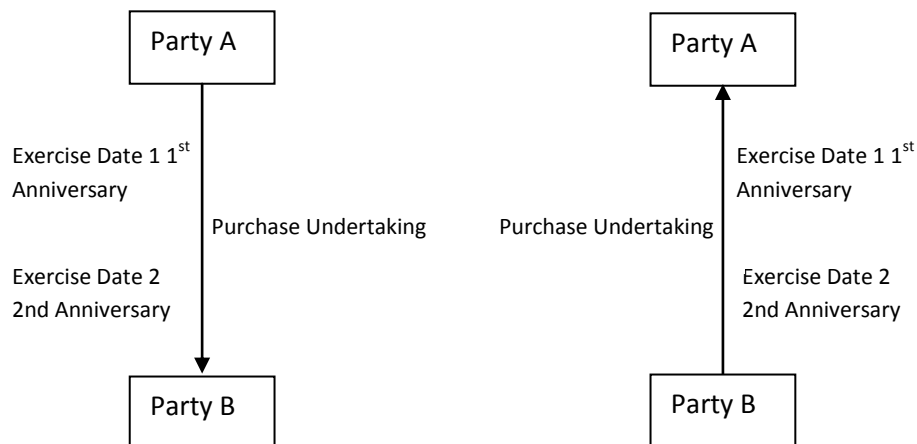 Party A
Exercise Date 1 1st
Anniversary
Purchase Undertaking
Exercise Date 2
2nd Anniversary
Party B
Party A
Exercise Date 1 1st
Anniversary
Purchase Undertaking
Exercise Date 2
2nd Anniversary
Party B